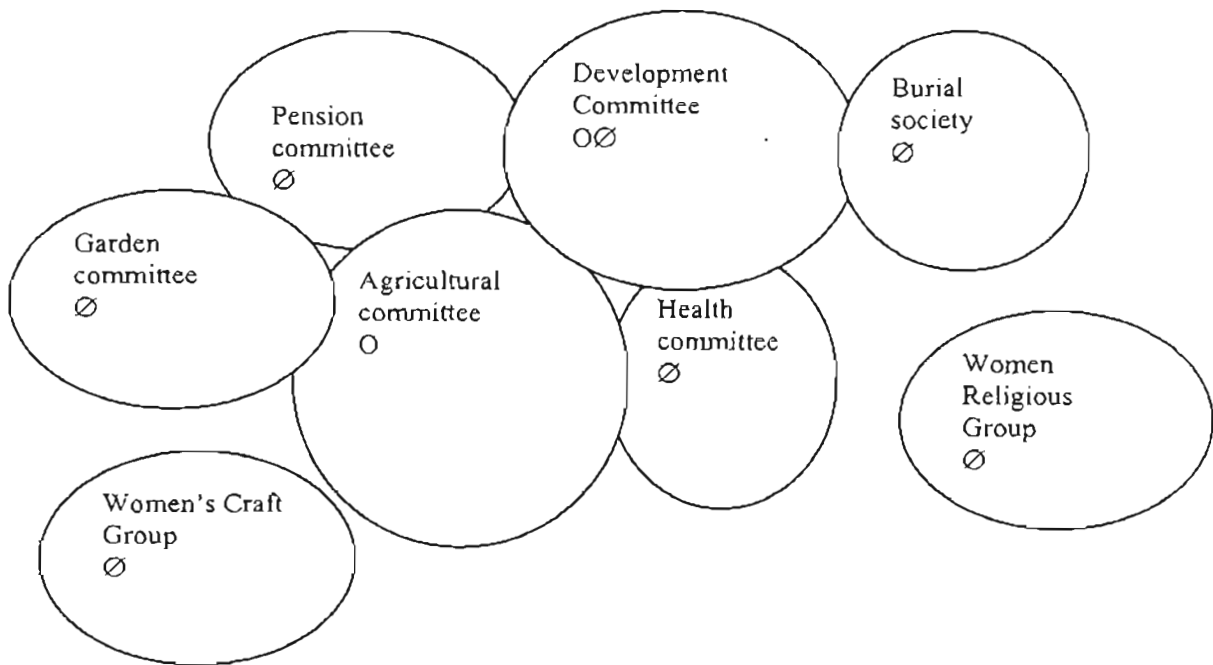 Pension
committee
∅
Development
Committee
O∅
Burial
society
∅
Garden
committee
∅
Agricultural
committee
O
Health
committee
∅
Women
Religious
Group
∅
Women's Craft
Group
∅